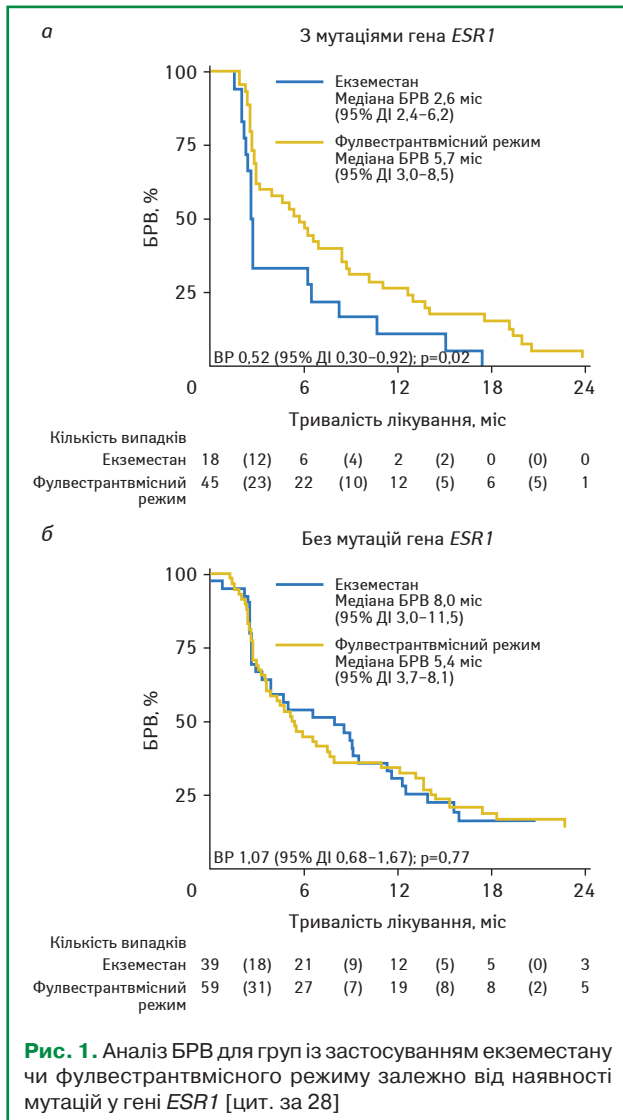 а
З мутаціями гена ESR1
100
75
50
25
0
БРВ, %
Екземестан
Медіана БРВ 2,6 міс
(95% ДІ 2,4–6,2)
Фулвестрантвмісний режим
Медіана БРВ 5,7 міс
(95% ДІ 3,0–8,5)
ВР 0,52 (95% ДІ 0,30–0,92); p=0,02
6 12 18 24
Тривалість лікування, міс
Кількість випадків
Екземестан 18 (12) 6 (4) 2 (2) 0 (0) 0
Фулвестрантвмісний 45 (23) 22 (10) 12 (5) 6 (5) 1
режим
б
Без мутацій гена ESR1
100
75
50
25
0
БРВ, %
Екземестан
Медіана БРВ 8,0 міс
(95% ДІ 3,0–11,5)
Фулвестрантвмісний режим
Медіана БРВ 5,4 міс
(95% ДІ 3,7–8,1)
ВР 1,07 (95% ДІ 0,68–1,67); p=0,77
6 12 18 24
Тривалість лікування, міс
Кількість випадків
Екземестан 39 (18) 21 (9) 12 (5) 5 (0) 3
Фулвестрантвмісний 59 (31) 27 (7) 19 (8) 8 (2) 5
режим
Рис. 1. Аналіз БРВ для груп із застосуванням екземестану
чи фулвестрантвмісного режиму залежно від наявності
мутацій у гені ESR1 [цит. за 28]